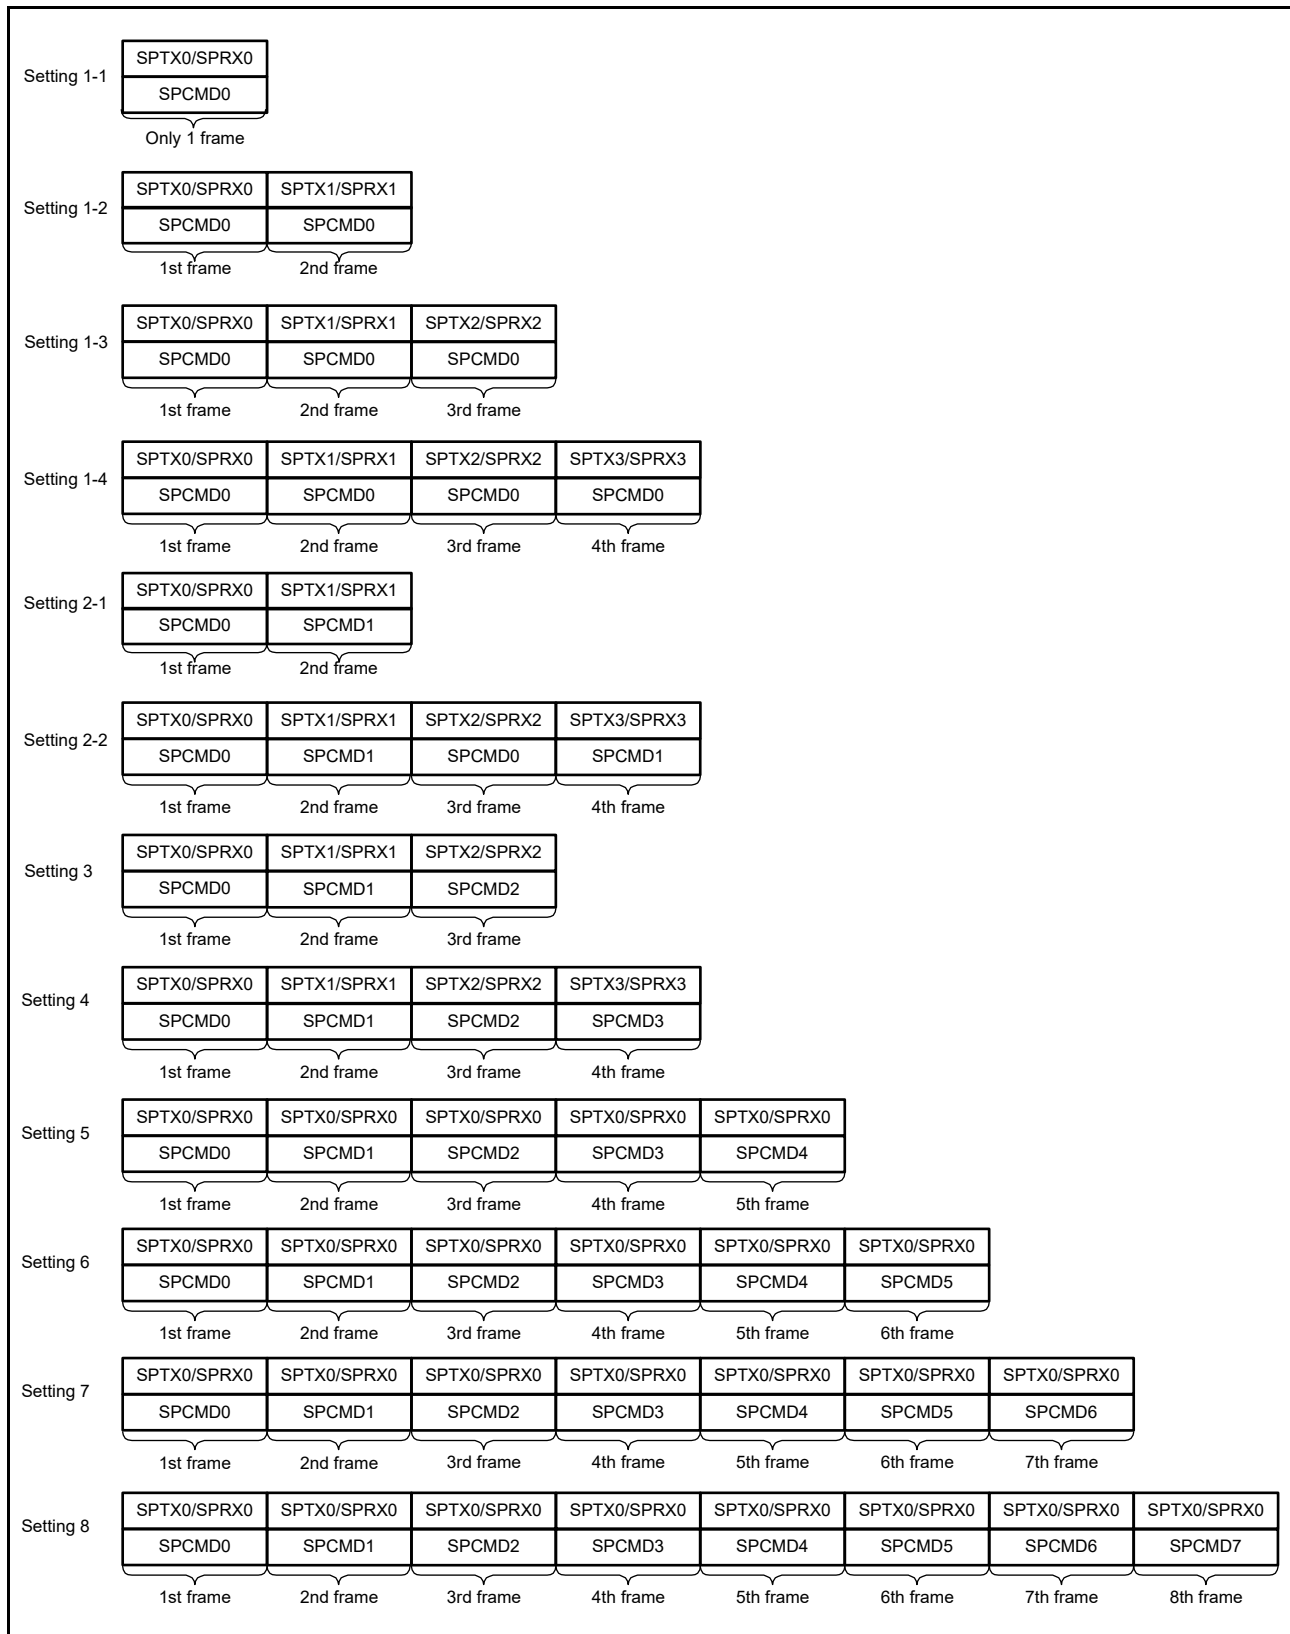 SPTX0/SPRX0
Setting 1-1
SPCMD0
Only 1 frame
SPTX0/SPRX0 SPTX1/SPRX1
Setting 1-2
SPCMD0 SPCMD0
1st frame 2nd frame
SPTX0/SPRX0 SPTX1/SPRX1 SPTX2/SPRX2
Setting 1-3
SPCMD0 SPCMD0 SPCMD0
1st frame 2nd frame 3rd frame
SPTX0/SPRX0 SPTX1/SPRX1 SPTX2/SPRX2 SPTX3/SPRX3
Setting 1-4
SPCMD0 SPCMD0 SPCMD0 SPCMD0
1st frame 2nd frame 3rd frame 4th frame
SPTX0/SPRX0 SPTX1/SPRX1
Setting 2-1
SPCMD0 SPCMD1
1st frame 2nd frame
SPTX0/SPRX0 SPTX1/SPRX1 SPTX2/SPRX2 SPTX3/SPRX3
Setting 2-2
SPCMD0 SPCMD1 SPCMD0 SPCMD1
1st frame 2nd frame 3rd frame 4th frame
SPTX0/SPRX0 SPTX1/SPRX1 SPTX2/SPRX2
Setting 3
SPCMD0 SPCMD1 SPCMD2
1st frame 2nd frame 3rd frame
SPTX0/SPRX0 SPTX1/SPRX1 SPTX2/SPRX2 SPTX3/SPRX3
Setting 4
SPCMD0 SPCMD1 SPCMD2 SPCMD3
1st frame 2nd frame 3rd frame 4th frame
SPTX0/SPRX0 SPTX0/SPRX0 SPTX0/SPRX0 SPTX0/SPRX0 SPTX0/SPRX0
Setting 5
SPCMD0 SPCMD1 SPCMD2 SPCMD3 SPCMD4
1st frame 2nd frame 3rd frame 4th frame 5th frame
SPTX0/SPRX0 SPTX0/SPRX0 SPTX0/SPRX0 SPTX0/SPRX0 SPTX0/SPRX0 SPTX0/SPRX0
Setting 6
SPCMD0 SPCMD1 SPCMD2 SPCMD3 SPCMD4 SPCMD5
1st frame 2nd frame 3rd frame 4th frame 5th frame 6th frame
SPTX0/SPRX0 SPTX0/SPRX0 SPTX0/SPRX0 SPTX0/SPRX0 SPTX0/SPRX0 SPTX0/SPRX0 SPTX0/SPRX0
Setting 7
SPCMD0 SPCMD1 SPCMD2 SPCMD3 SPCMD4 SPCMD5 SPCMD6
1st frame 2nd frame 3rd frame 4th frame 5th frame 6th frame 7th frame
SPTX0/SPRX0 SPTX0/SPRX0 SPTX0/SPRX0 SPTX0/SPRX0 SPTX0/SPRX0 SPTX0/SPRX0 SPTX0/SPRX0 SPTX0/SPRX0
Setting 8
SPCMD0 SPCMD1 SPCMD2 SPCMD3 SPCMD4 SPCMD5 SPCMD6 SPCMD7
1st frame 2nd frame 3rd frame 4th frame 5th frame 6th frame 7th frame 8th frame